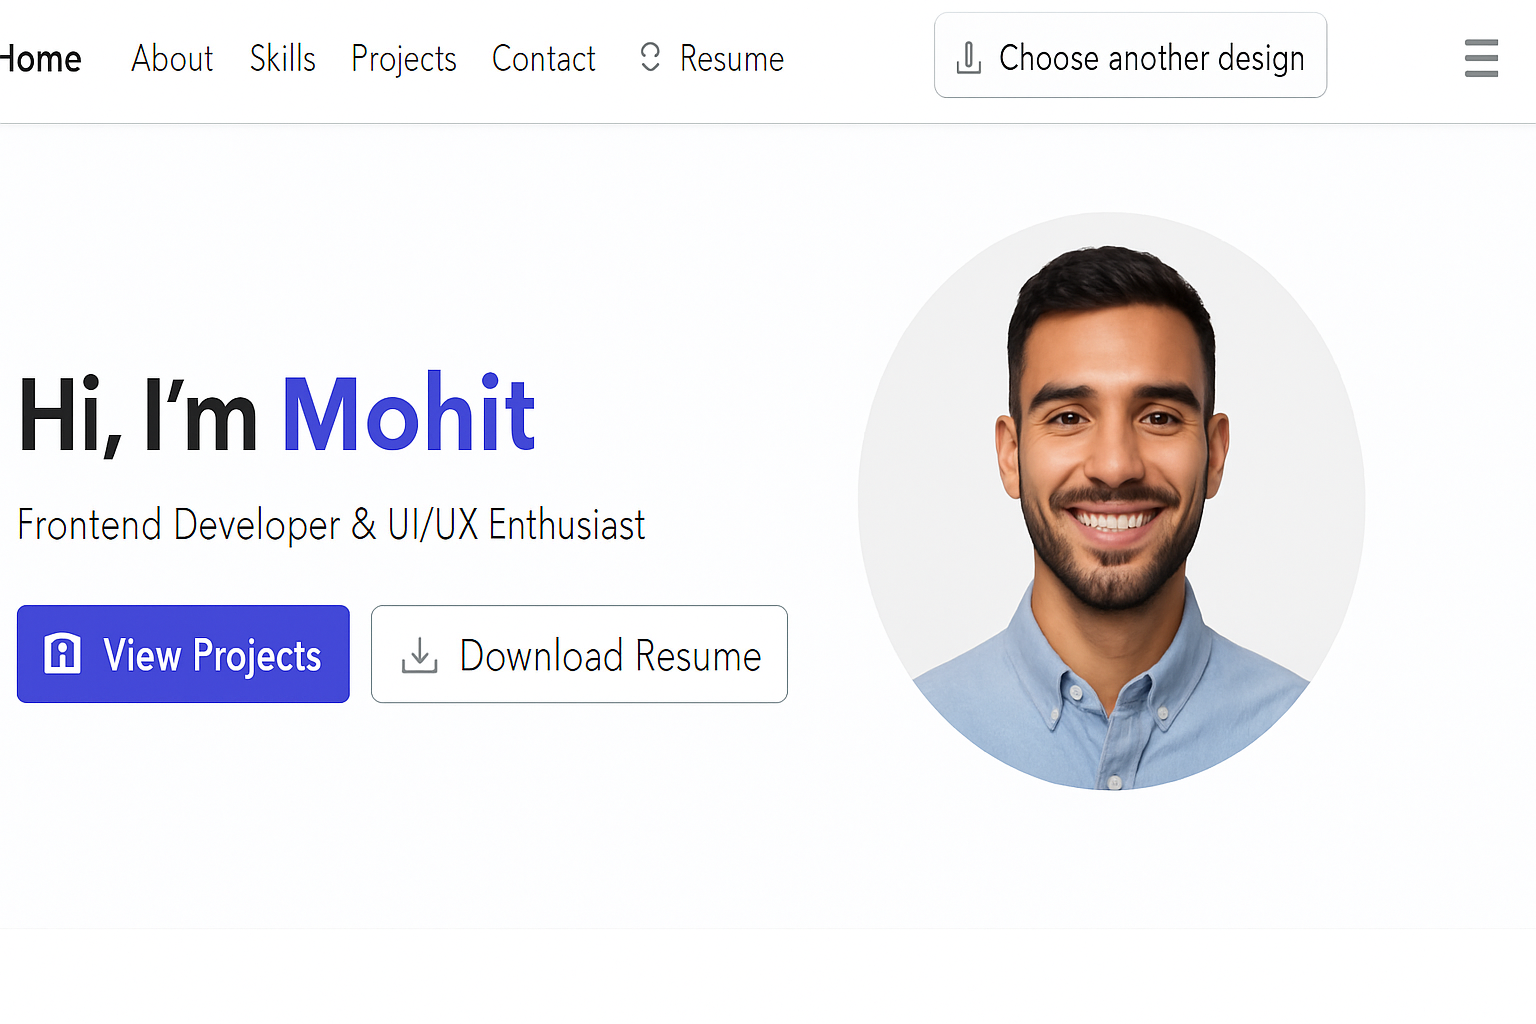 Home About Skills Projects Contact Resume Choose another design
Hi, I'm Mohit
Frontend Developer & UI/UX Enthusiast
View Projects Download Resume